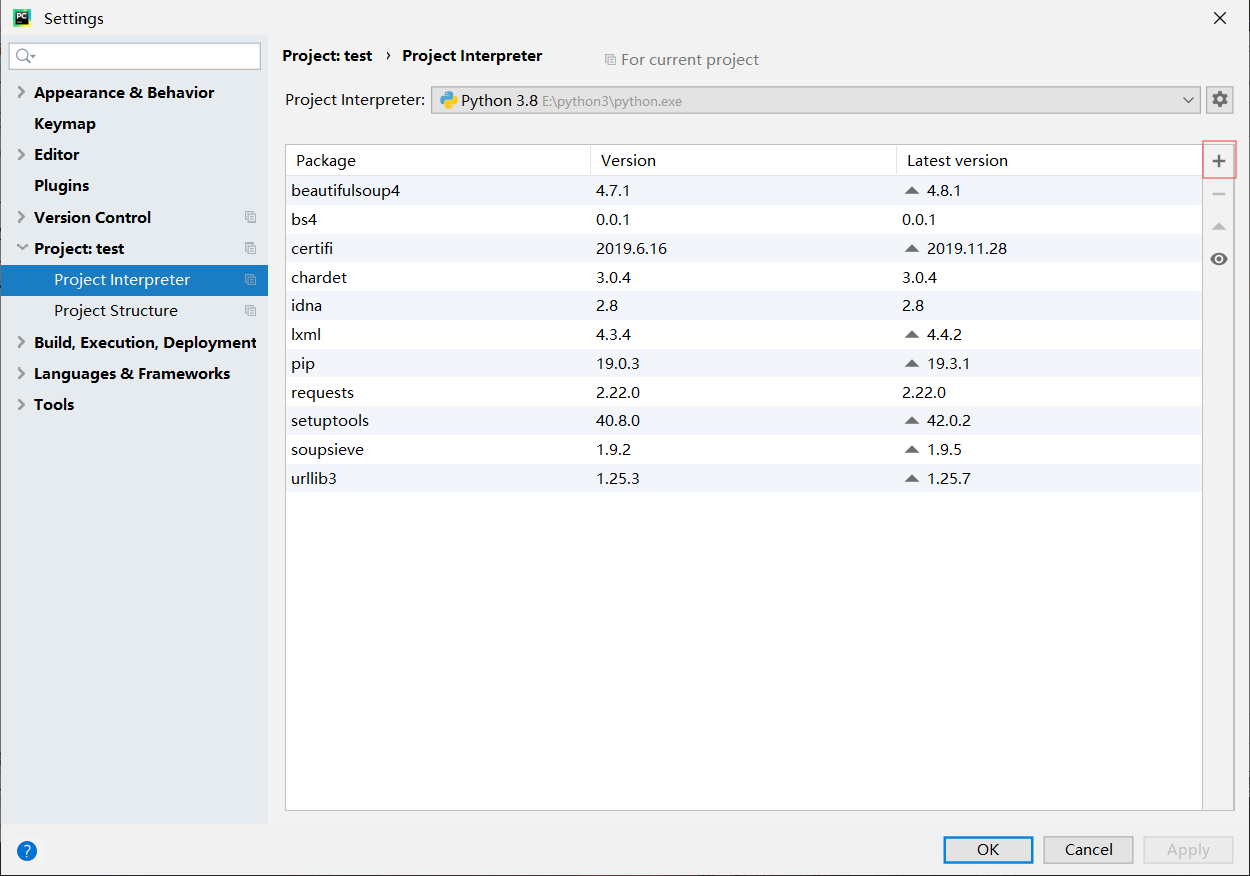 Settings
Project: test › Project Interpreter For current project
Appearance & Behavior
Keymap
Editor
Plugins
Version Control
Project: test
Project Interpreter
Project Structure
Build, Execution, Deployment
Languages & Frameworks
Tools
Project Interpreter: Python 3.8 E:\python3\python.exe
Package Version Latest version
beautifulsoup4 4.7.1 4.8.1
bs4 0.0.1 0.0.1
certifi 2019.6.16 2019.11.28
chardet 3.0.4 3.0.4
idna 2.8 2.8
lxml 4.3.4 4.4.2
pip 19.0.3 19.3.1
requests 2.22.0 2.22.0
setuptools 40.8.0 42.0.2
soupsieve 1.9.2 1.9.5
urllib3 1.25.3 1.25.7
? OK Cancel Apply